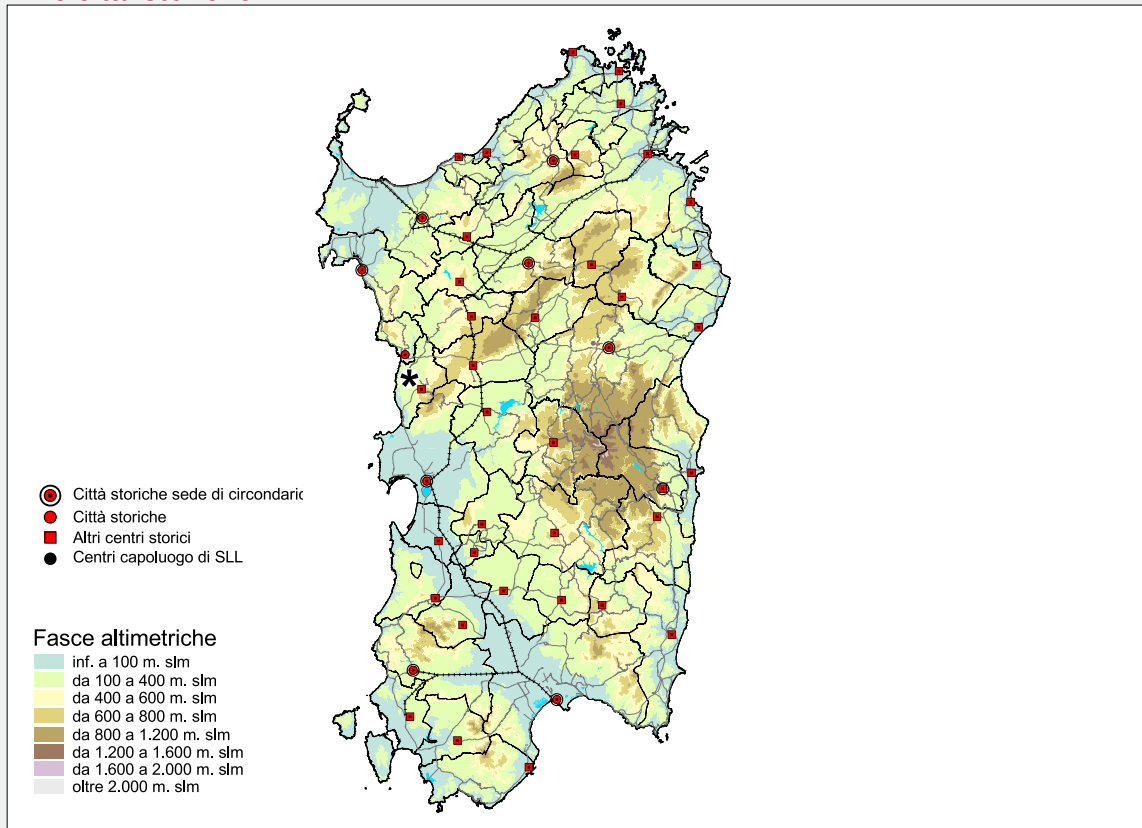 Città storiche sede di circondaric
Città storiche
Altri centri storici
Centri capoluogo di SLL
Fasce altimetriche
inf. a 100 m. slm
da 100 a 400 m. slm
da 400 a 600 m. slm
da 600 a 800 m. slm
da 800 a 1.200 m. slm
da 1.200 a 1.600 m. slm
da 1.600 a 2.000 m. slm
oltre 2.000 m. slm
*